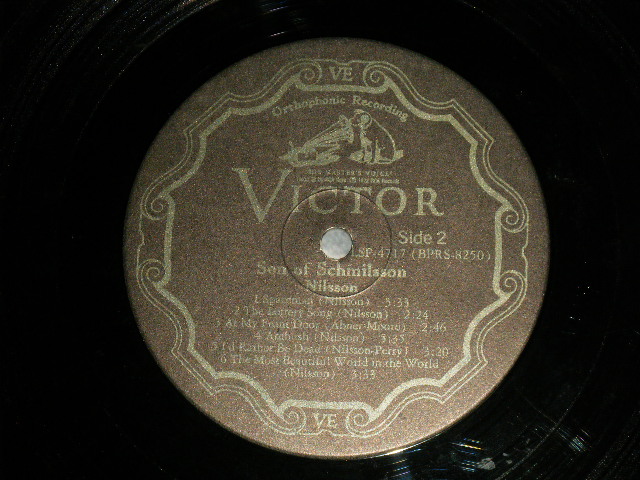 VE
Orthophonic Recording
"HIS MASTER'S VOICE"
VICTOR
Side 2
LSP-4717 (BPRS-8250)
Son of Schmilsson
Nilsson
1 Spaceman (Nilsson) 3:33
2 The Lottery Song (Nilsson) 2:24
3 At My Front Door (Abner-Moore) 2:46
4 Ambush (Nilsson) 3:35
5 I'd Rather Be Dead (Nilsson-Perry) 3:20
6 The Most Beautiful World in the World
(Nilsson) 3:33
VE